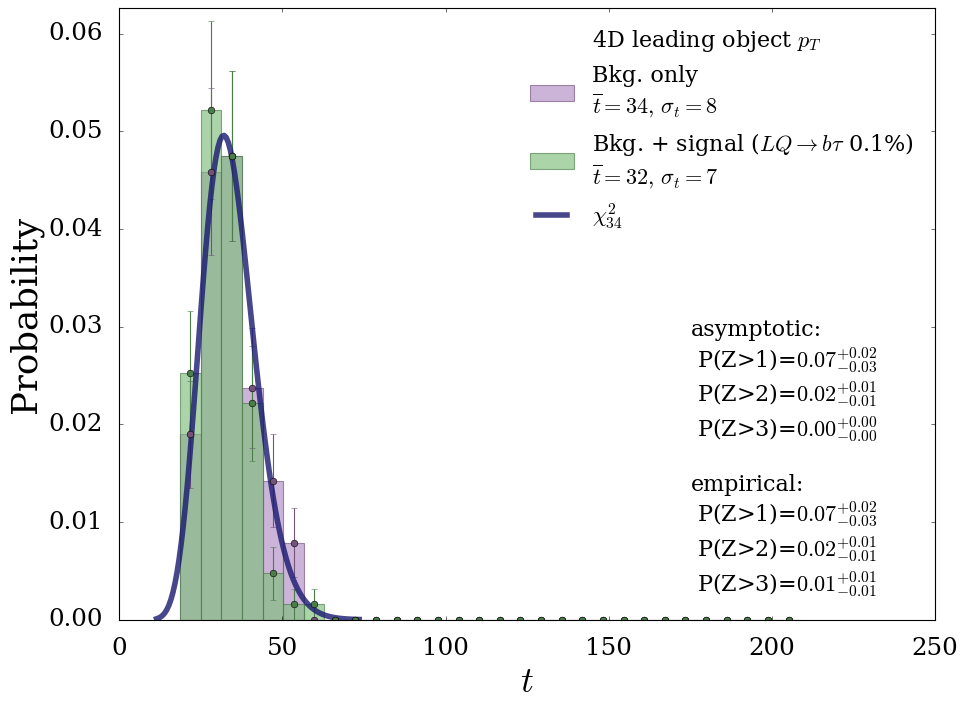 0.06
0.05
0.04
0.03
0.02
0.01
0.00
Probability
0 50 100 150 200 250
t
4D leading object $p_T$
Bkg. only
$\overline{t}=34$, $\sigma_t=8$
Bkg. + signal ($LQ \rightarrow b\tau$ 0.1%)
$\overline{t}=32$, $\sigma_t=7$
$\chi^2_{34}$
asymptotic:
P(Z>1)=$0.07^{+0.02}_{-0.03}$
P(Z>2)=$0.02^{+0.01}_{-0.01}$
P(Z>3)=$0.00^{+0.00}_{-0.00}$
empirical:
P(Z>1)=$0.07^{+0.02}_{-0.03}$
P(Z>2)=$0.02^{+0.01}_{-0.01}$
P(Z>3)=$0.01^{+0.01}_{-0.01}$